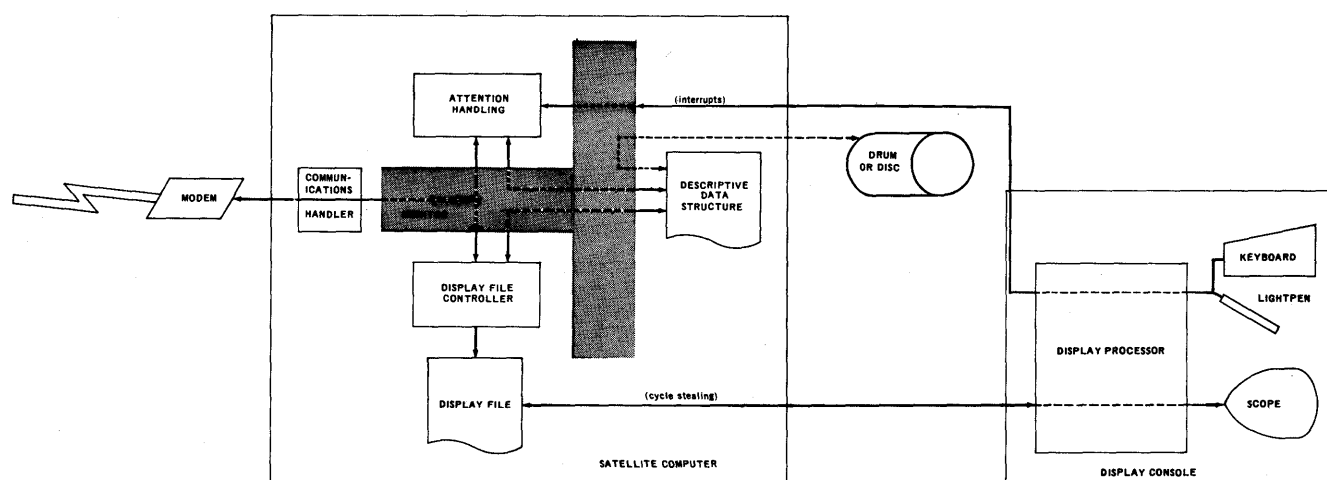 ATTENTION
HANDLING
(interrupts)
DRUM
OR DISC
COMMUN-
ICATIONS
HANDLER
MODEM
DESCRIPTIVE
DATA
STRUCTURE
DISPLAY FILE
CONTROLLER
KEYBOARD
LIGHTPEN
DISPLAY PROCESSOR
DISPLAY FILE
(cycle stealing)
SCOPE
SATELLITE COMPUTER
DISPLAY CONSOLE